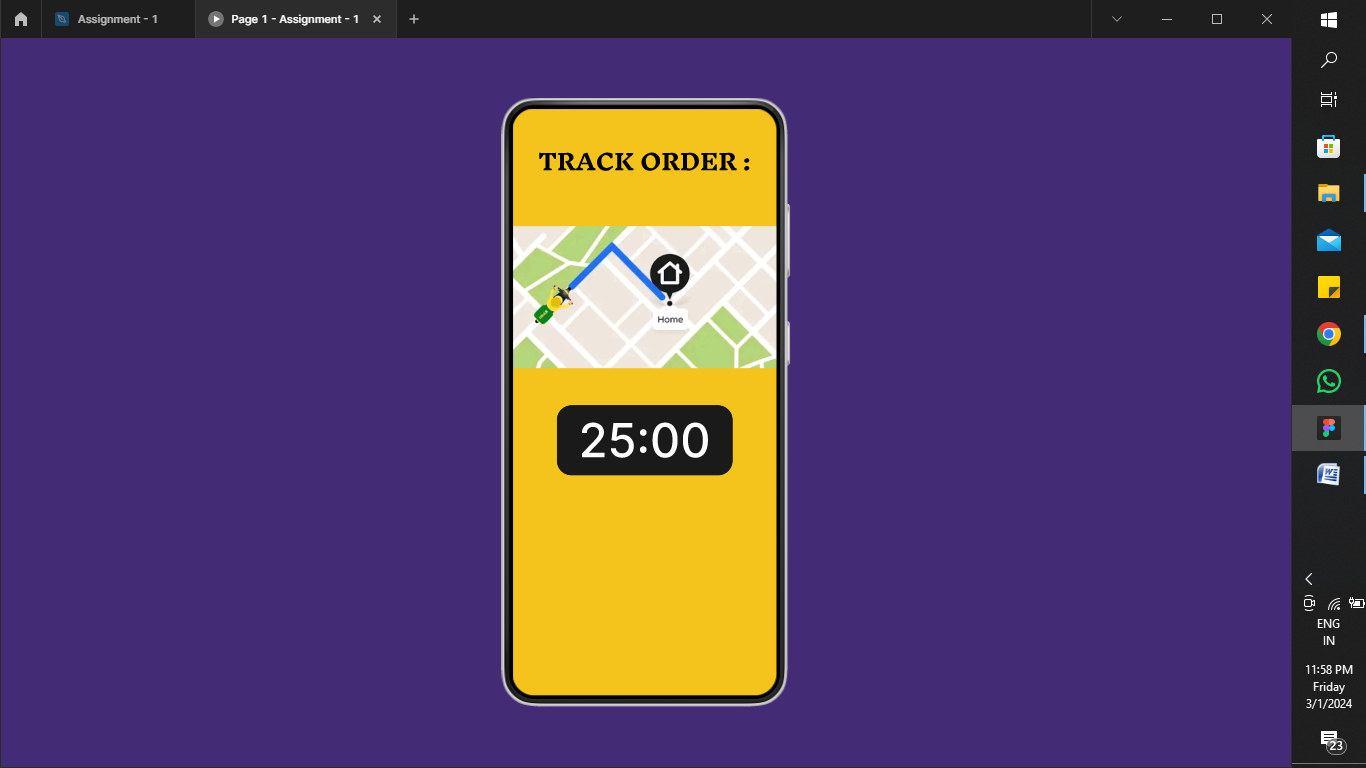 Assignment - 1
Page 1 - Assignment - 1
TRACK ORDER :
Home
25:00
ENG
IN
11:58 PM
Friday
3/1/2024
23